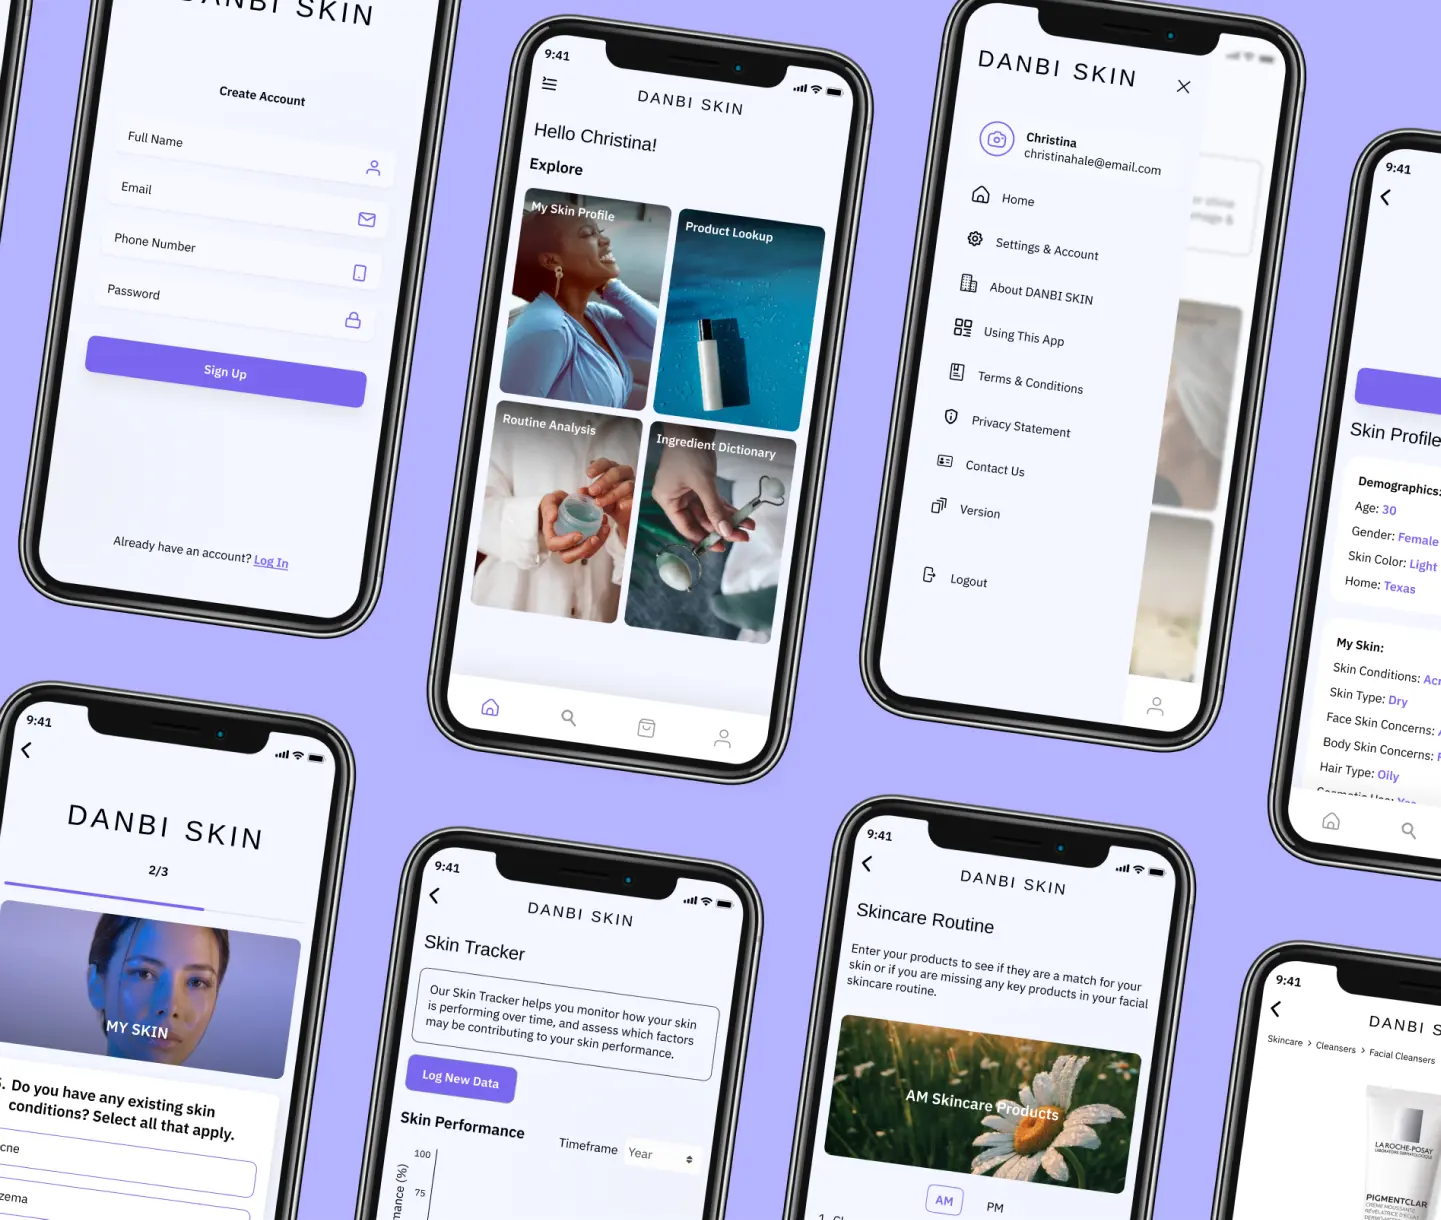 DANBI SKIN
Create Account
Full Name
Email
Phone Number
Password
Sign Up
Already have an account? Log In
9:41
DANBI SKIN
Hello Christina!
Explore
My Skin Profile
Product Lookup
Routine Analysis
Ingredient Dictionary
DANBI SKIN
Christina
christinahale@email.com
Home
Settings & Account
About DANBI SKIN
Using This App
Terms & Conditions
Privacy Statement
Contact Us
Version
Logout
9:41
Skin Profile
Demographics:
Age: 30
Gender: Female
Skin Color: Light
Home: Texas
My Skin:
Skin Conditions:
Skin Type: Dry
Face Skin Concerns:
Body Skin Concerns:
Hair Type: Oily
Cosmetic Use: Yes
9:41
DANBI SKIN
2/3
MY SKIN
Do you have any existing skin
conditions? Select all that apply.
cne
zema
9:41
DANBI SKIN
Skin Tracker
Our Skin Tracker helps you monitor how your skin
is performing over time, and assess which factors
may be contributing to your skin performance.
Log New Data
Skin Performance
Timeframe Year
100
75
mance (%)
9:41
DANBI SKIN
Skincare Routine
Enter your products to see if they are a match for your
skin or if you are missing any key products in your facial
skincare routine.
AM Skincare Products
AM PM
9:41
DANBI S
Skincare > Cleansers > Facial Cleansers
LA ROCHE-POSAY
LABORATOIRE DERMATOLOGIQUE
PIGMENTCLAR